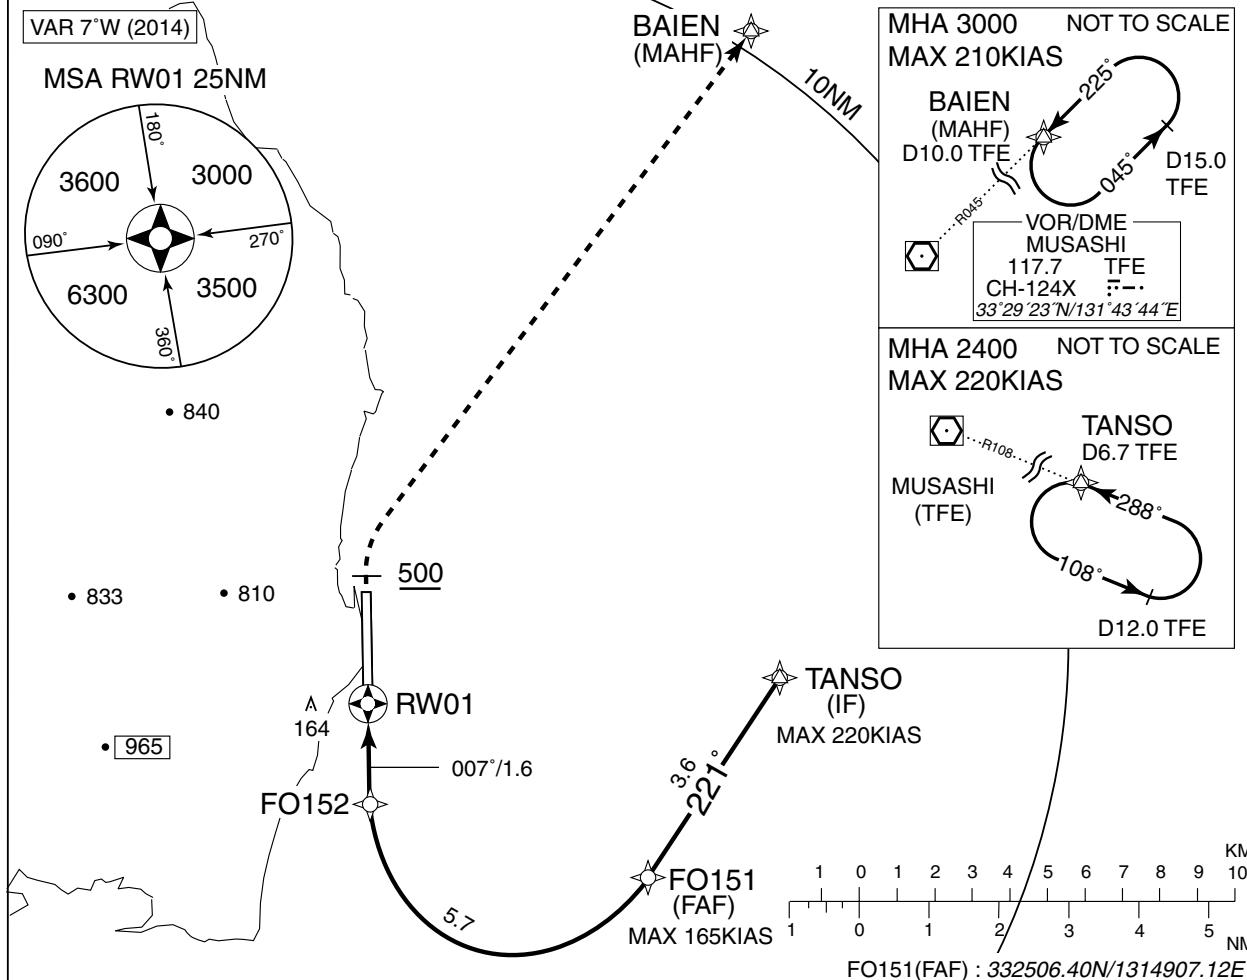 VAR 7°W (2014)
MSA RW01 25NM
180°
3600
3000
090°
270°
6300
3500
360°
840
833
810
164
965
BAIEN
(MAHF)
10NM
500
RW01
007°/1.6
FO152
5.7
TANSO
(IF)
MAX 220KIAS
3.6
221°
FO151
(FAF)
MAX 165KIAS
MHA 3000 NOT TO SCALE
MAX 210KIAS
BAIEN
(MAHF)
D10.0 TFE
225°
045°
D15.0
TFE
R045
VOR/DME
MUSASHI
117.7 TFE
CH-124X
33°29´23˝N/131°43´44˝E
MHA 2400 NOT TO SCALE
MAX 220KIAS
TANSO
D6.7 TFE
R108
MUSASHI
(TFE)
288°
108°
D12.0 TFE
KM
1 0 1 2 3 4 5 6 7 8 9 10
1 0 1 2 3 4 5
NM
FO151(FAF) : 332506.40N/1314907.12E